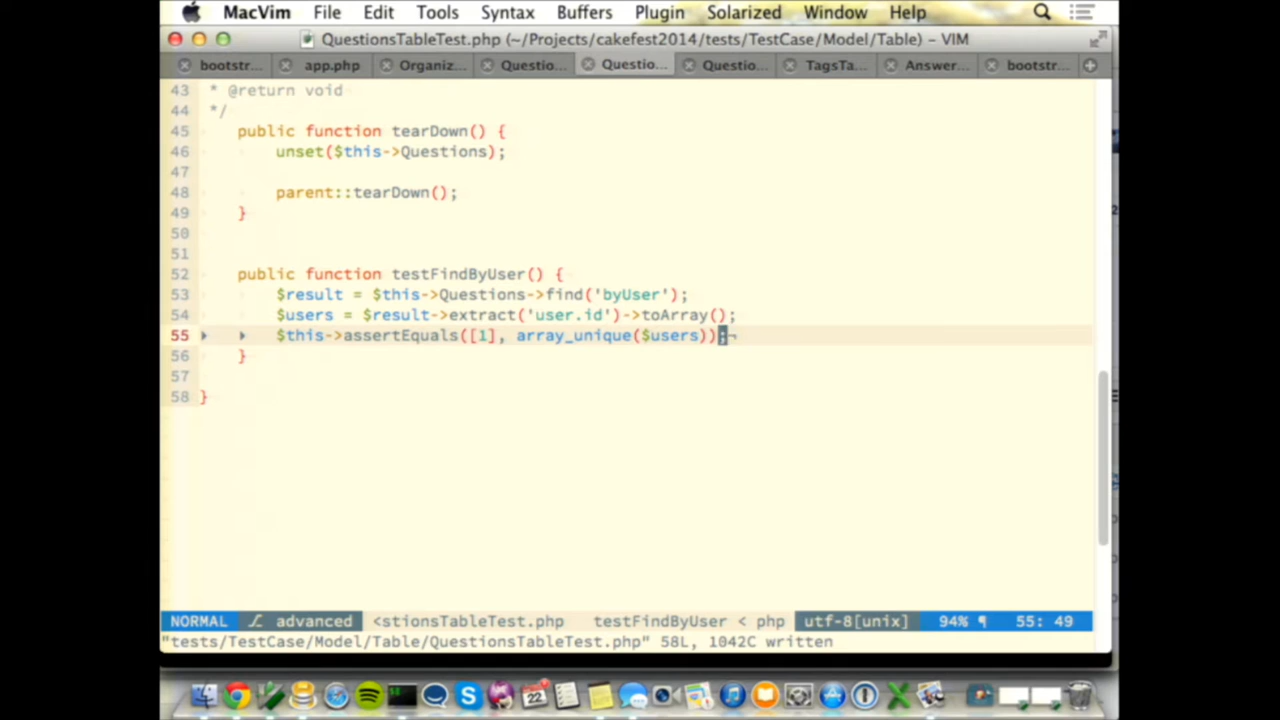 MacVim File Edit Tools Syntax Buffers Plugin Solarized Window Help
QuestionsTableTest.php (~/Projects/cakefest2014/tests/TestCase/Model/Table) – VIM
bootstr... app.php Organiz... Questio... Questio... Questio... TagsTa... Answer... bootstr...
43 * @return void
44 */
45 public function tearDown() {
46 unset($this->Questions);
47
48 parent::tearDown();
49 }
50
51
52 public function testFindByUser() {
53 $result = $this->Questions->find('byUser');
54 $users = $result->extract('user.id')->toArray();
55 $this->assertEquals([1], array_unique($users));¬
56 }
57
58 }
NORMAL advanced <stionsTableTest.php testFindByUser < php utf-8[unix] 94% ¶ 55: 49
"tests/TestCase/Model/Table/QuestionsTableTest.php" 58L, 1042C written
22